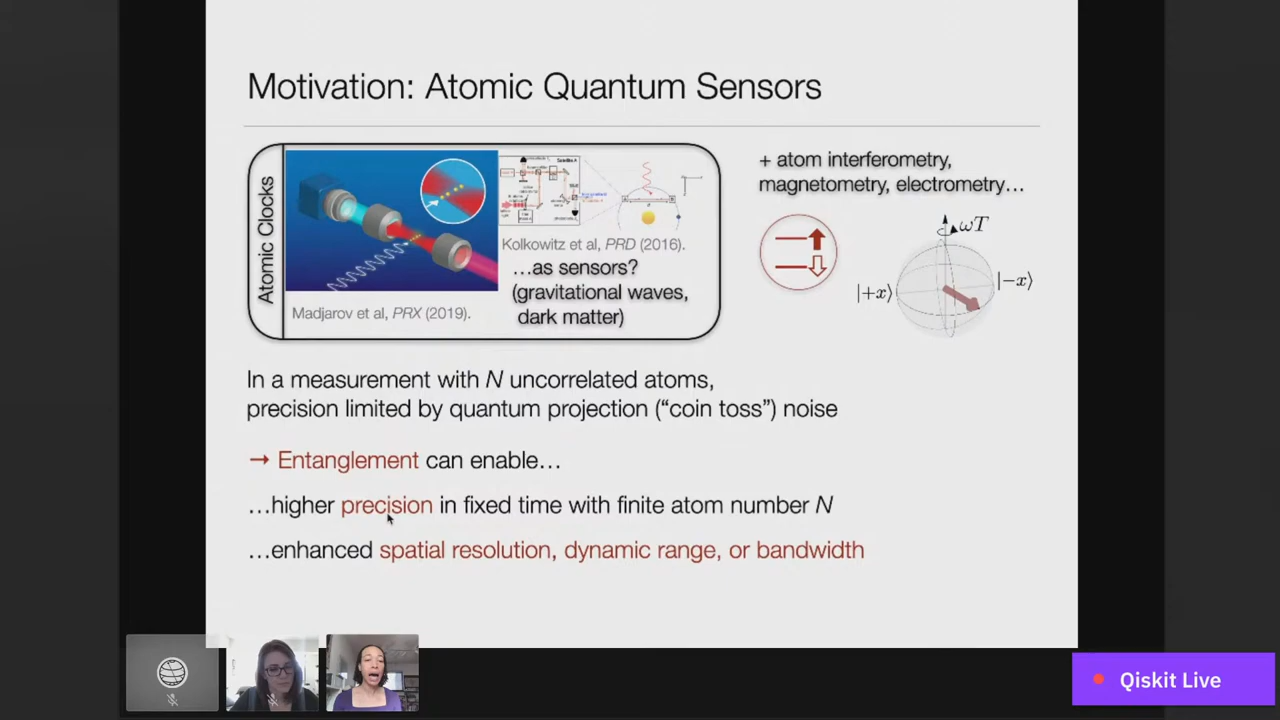 Motivation: Atomic Quantum Sensors
Atomic Clocks
Madjarov et al, PRX (2019).
Satellite A
Kolkowitz et al, PRD (2016).
...as sensors?
(gravitational waves,
dark matter)
+ atom interferometry,
magnetometry, electrometry...
ωT
|+x⟩
|−x⟩
In a measurement with N uncorrelated atoms,
precision limited by quantum projection (“coin toss”) noise
→ Entanglement can enable...
...higher precision in fixed time with finite atom number N
...enhanced spatial resolution, dynamic range, or bandwidth
Qiskit Live